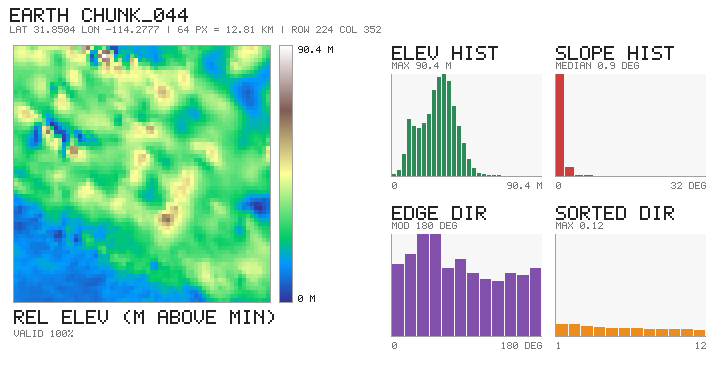 EARTH CHUNK_044
LAT 31.8504 LON -114.2777 | 64 PX = 12.81 KM | ROW 224 COL 352
90.4 M
0 M
REL ELEV (M ABOVE MIN)
VALID 100%
ELEV HIST
MAX 90.4 M
0 90.4 M
SLOPE HIST
MEDIAN 0.9 DEG
0 32 DEG
EDGE DIR
MOD 180 DEG
0 180 DEG
SORTED DIR
MAX 0.12
1 12